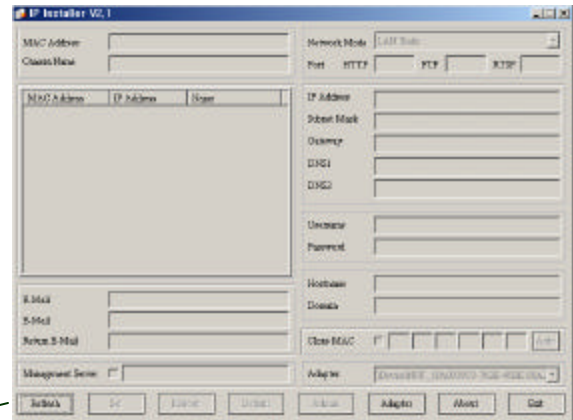 IP Installer V2.1
MAC Address
Camera Name
Network Mode LAN Mode
Port HTTP FTP RTSP
MAC Address IP Address Name
IP Address
Subnet Mask
Gateway
DNS1
DNS2
Username
Password
Hostname
Domain
E-Mail
E-Mail
Return E-Mail
Clone MAC
Management Server
Adapter
Refresh Set Adapter About Exit